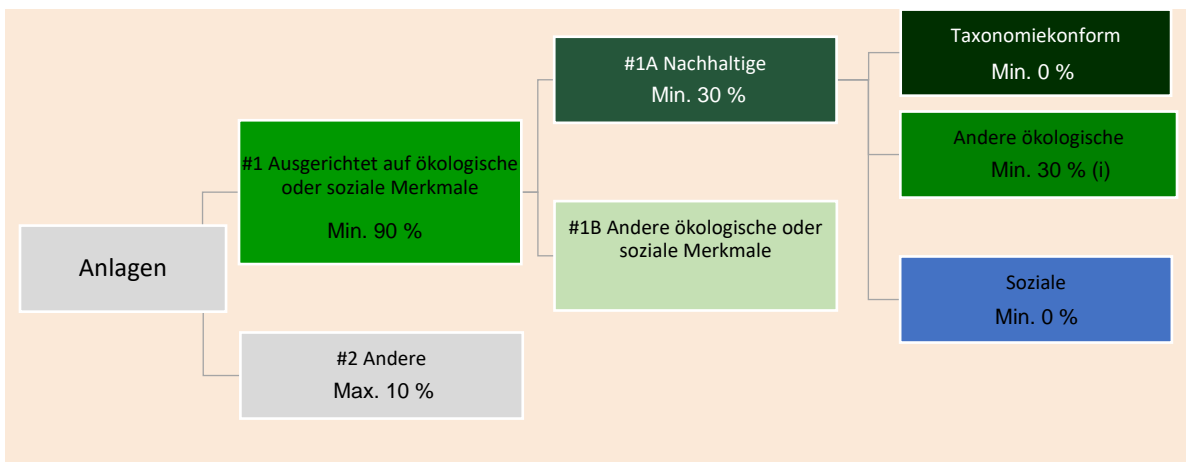 Anlagen
#1 Ausgerichtet auf ökologische
oder soziale Merkmale
Min. 90 %
#2 Andere
Max. 10 %
#1A Nachhaltige
Min. 30 %
#1B Andere ökologische oder
soziale Merkmale
Taxonomiekonform
Min. 0 %
Andere ökologische
Min. 30 % (i)
Soziale
Min. 0 %